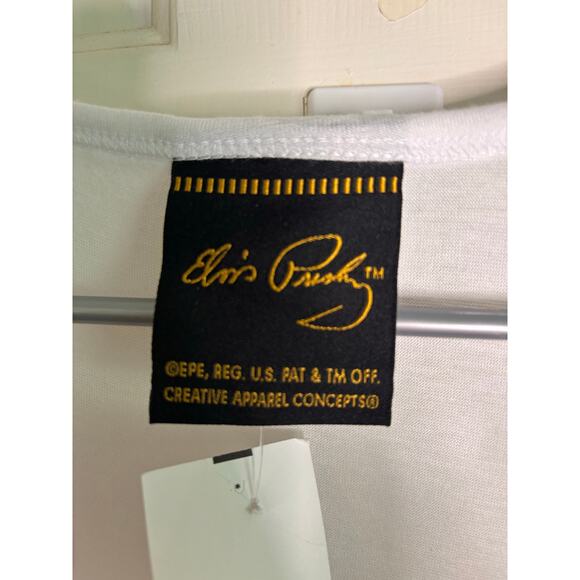 Elvis Presley™
©EPE, REG. U.S. PAT & TM OFF.
CREATIVE APPAREL CONCEPTS®